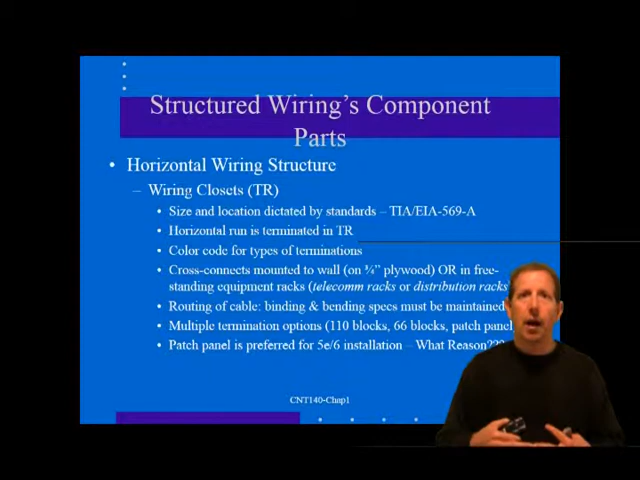 Structured Wiring's Component
Parts
• Horizontal Wiring Structure
– Wiring Closets (TR)
• Size and location dictated by standards – TIA/EIA-569-A
• Horizontal run is terminated in TR
• Color code for types of terminations
• Cross-connects mounted to wall (on ¾" plywood) OR in free-
standing equipment racks (telecomm racks or distribution racks)
• Routing of cable: binding & bending specs must be maintained
• Multiple termination options (110 blocks, 66 blocks, patch panel
• Patch panel is preferred for 5e/6 installation – What Reason???
CNT140-Chap1